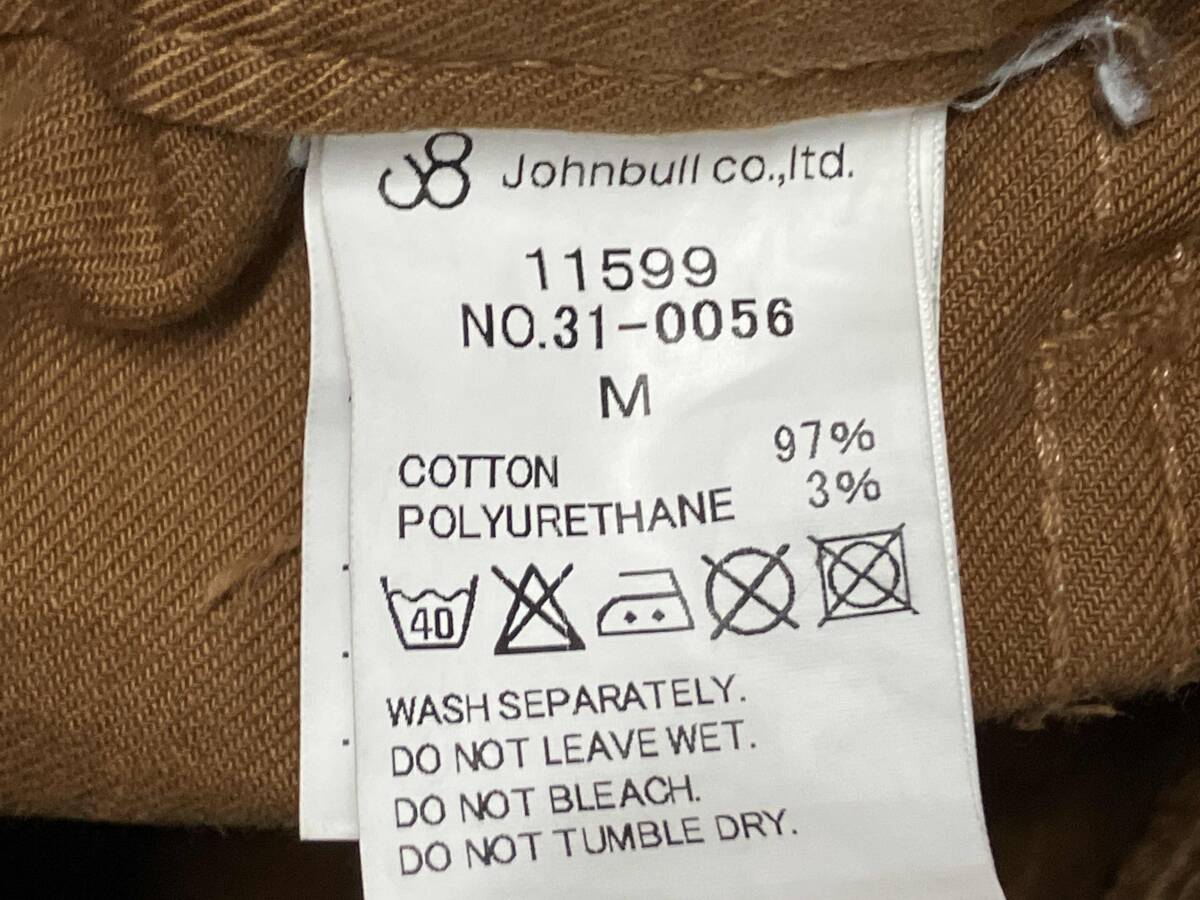 Johnbull co.,ltd.
11599
NO.31-0056
M
COTTON 97%
POLYURETHANE 3%
40
WASH SEPARATELY.
DO NOT LEAVE WET.
DO NOT BLEACH.
DO NOT TUMBLE DRY.